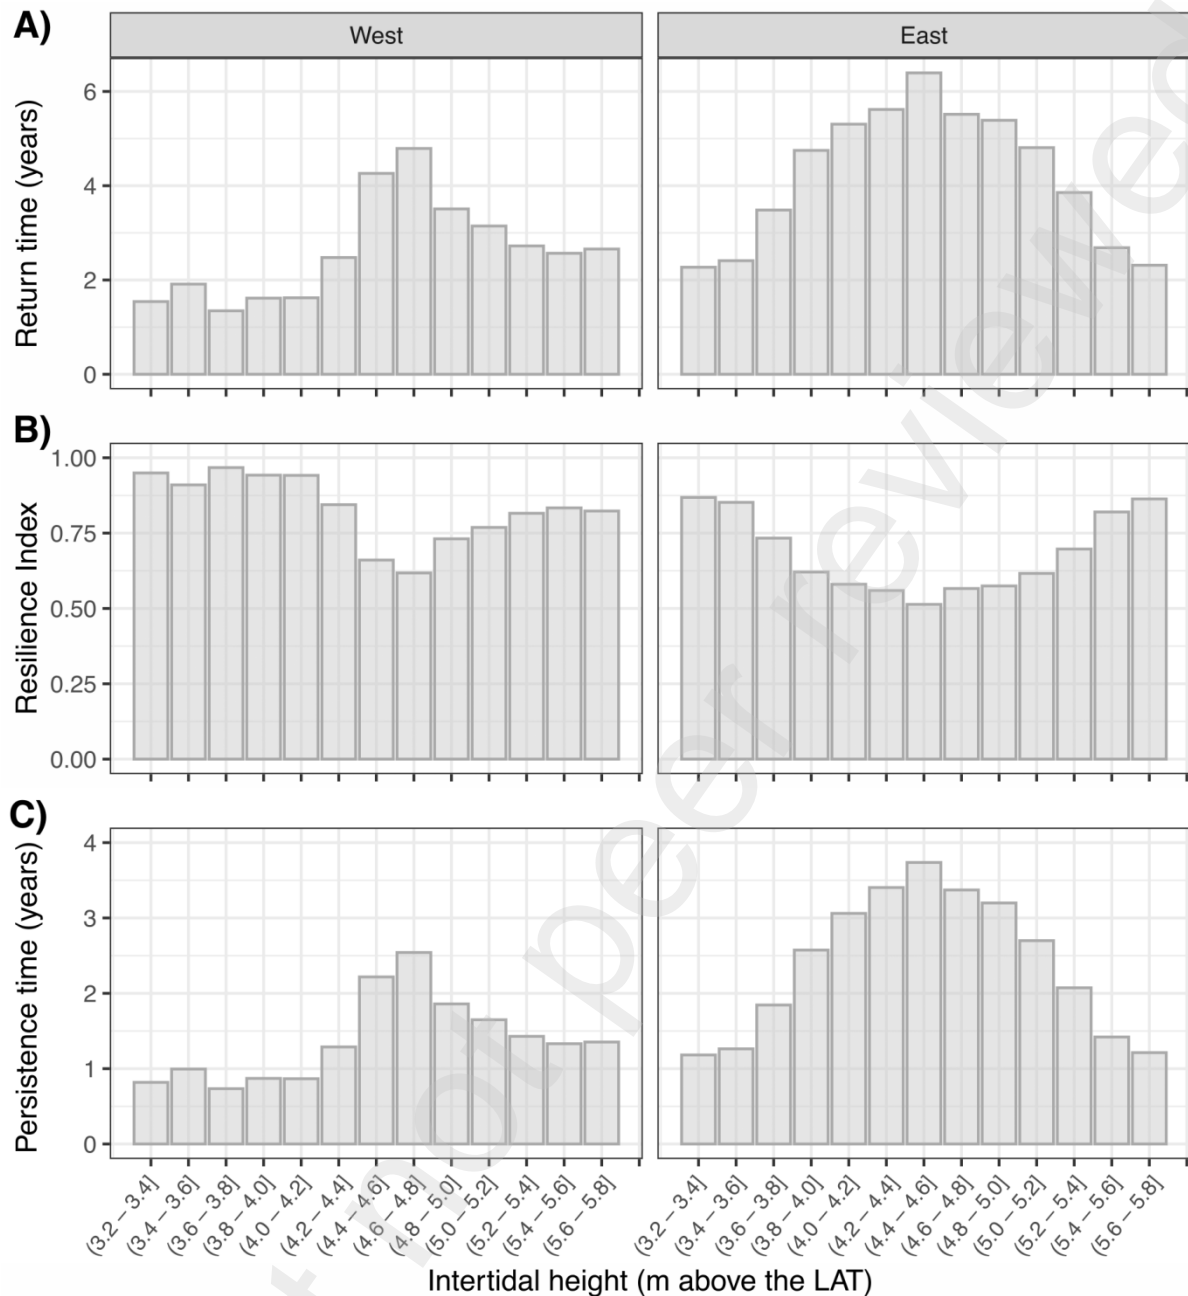 A)
West
East
Return time (years)
6
4
2
0
B)
Resilience Index
1.00
0.75
0.50
0.25
0.00
C)
Persistence time (years)
4
3
2
1
0
(3.2 – 3.4]
(3.4 – 3.6]
(3.6 – 3.8]
(3.8 – 4.0]
(4.0 – 4.2]
(4.2 – 4.4]
(4.4 – 4.6]
(4.6 – 4.8]
(4.8 – 5.0]
(5.0 – 5.2]
(5.2 – 5.4]
(5.4 – 5.6]
(5.6 – 5.8]
(3.2 – 3.4]
(3.4 – 3.6]
(3.6 – 3.8]
(3.8 – 4.0]
(4.0 – 4.2]
(4.2 – 4.4]
(4.4 – 4.6]
(4.6 – 4.8]
(4.8 – 5.0]
(5.0 – 5.2]
(5.2 – 5.4]
(5.4 – 5.6]
(5.6 – 5.8]
Intertidal height (m above the LAT)
not peer reviewed